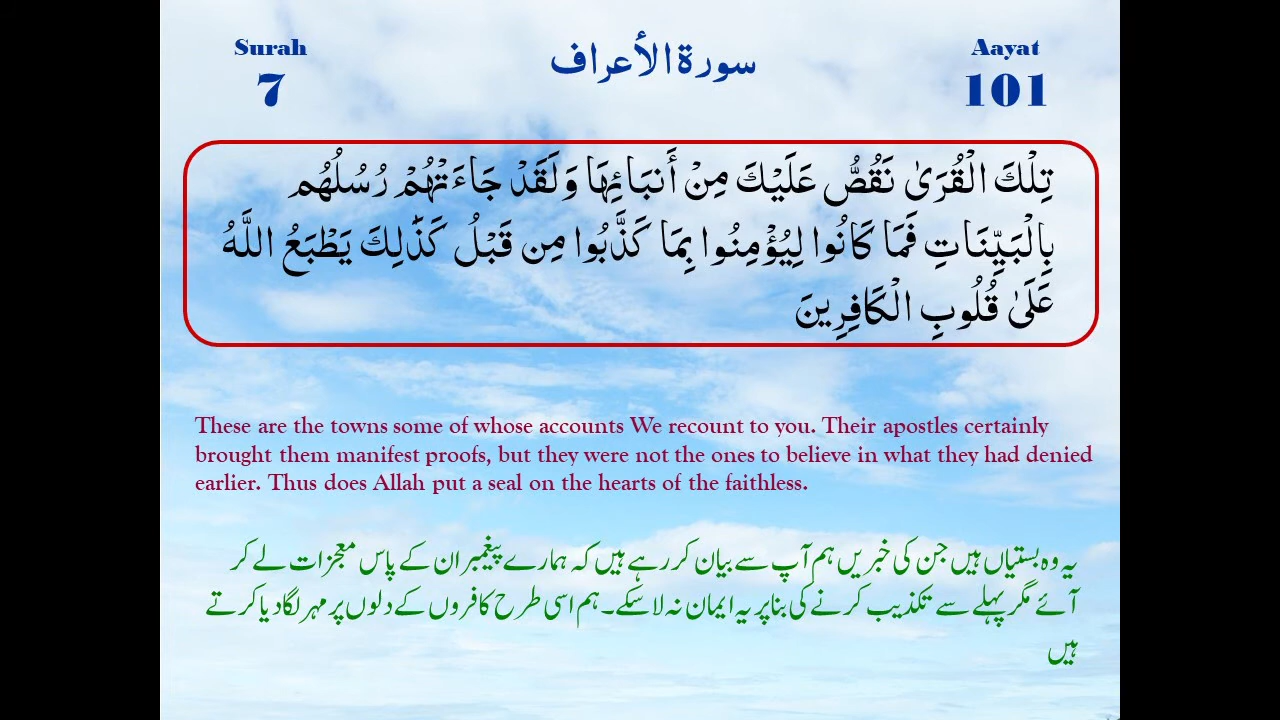 Surah
7
سورة الأعراف
Aayat
101
تِلْكَ الْقُرَىٰ نَقُصُّ عَلَيْكَ مِنْ أَنبَائِهَا وَلَقَدْ جَاءَتْهُمْ رُسُلُهُم
بِالْبَيِّنَاتِ فَمَا كَانُوا لِيُؤْمِنُوا بِمَا كَذَّبُوا مِن قَبْلُ كَذَٰلِكَ يَطْبَعُ اللَّهُ
عَلَىٰ قُلُوبِ الْكَافِرِينَ
These are the towns some of whose accounts We recount to you. Their apostles certainly
brought them manifest proofs, but they were not the ones to believe in what they had denied
earlier. Thus does Allah put a seal on the hearts of the faithless.
یہ وہ بستیاں ہیں جن کی خبریں ہم آپ سے بیان کر رہے ہیں کہ ہمارے پیغمبران کے پاس معجزات لے کر
آئے مگر پہلے سے تکذیب کرنے کی بنا پر یہ ایمان نہ لا سکے۔ ہم اسی طرح کافروں کے دلوں پر مہر لگا دیا کرتے
ہیں